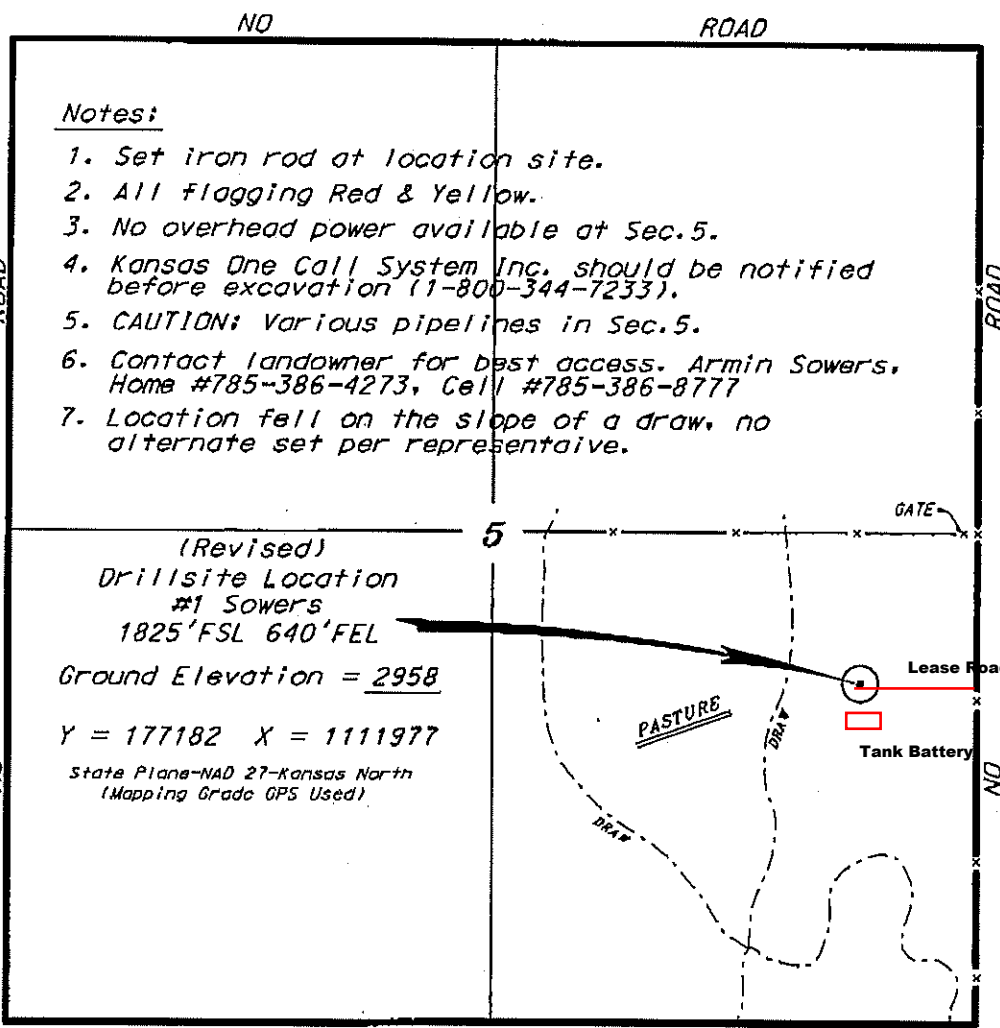 NO ROAD
Notes:
1. Set iron rod at location site.
2. All flagging Red & Yellow.
3. No overhead power available at Sec.5.
4. Kansas One Call System Inc. should be notified
before excavation (1-800-344-7233).
5. CAUTION: Various pipelines in Sec.5.
6. Contact landowner for best access. Armin Sowers,
Home #785-386-4273, Cell #785-386-8777
7. Location fell on the slope of a draw, no
alternate set per representaive.
ROAD
ROAD
GATE
5
(Revised)
Drillsite Location
#1 Sowers
1825'FSL 640'FEL
Ground Elevation = 2958
Y = 177182 X = 1111977
State Plane-NAD 27-Kansas North
(Mapping Grade GPS Used)
Lease Road
PASTURE
DRAW
Tank Battery
NO
DRAW